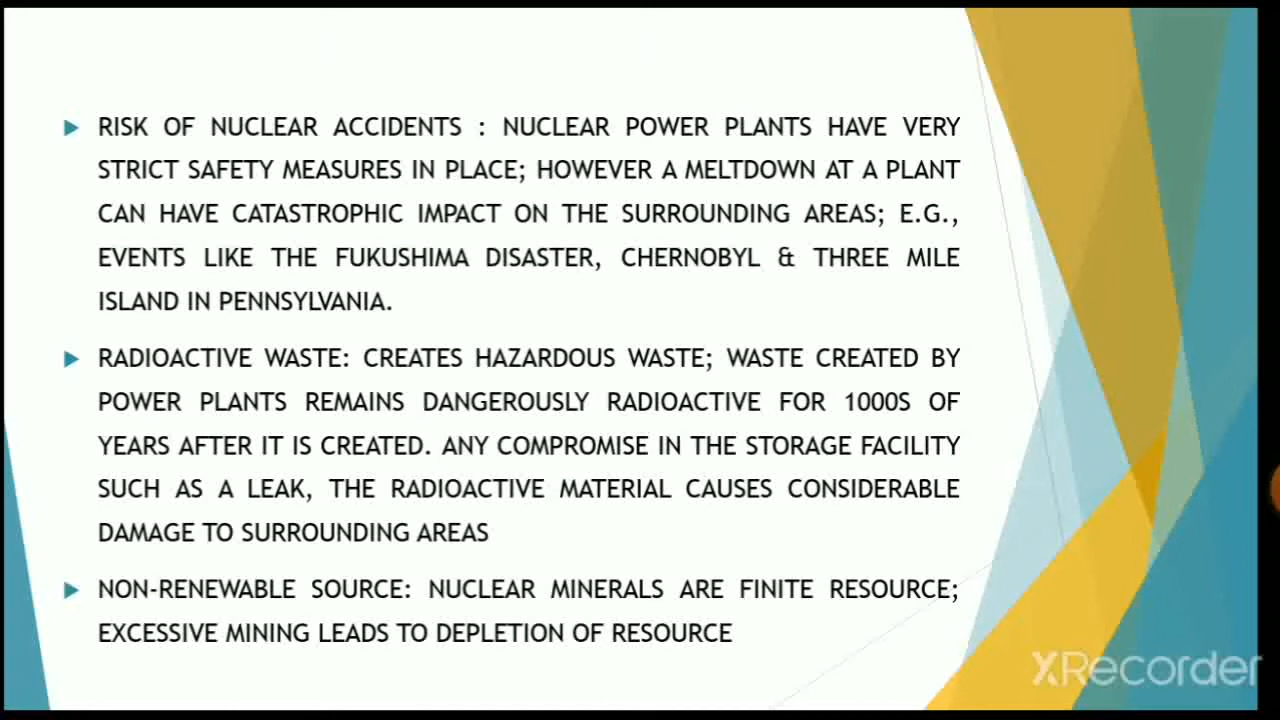 RISK OF NUCLEAR ACCIDENTS : NUCLEAR POWER PLANTS HAVE VERY
STRICT SAFETY MEASURES IN PLACE; HOWEVER A MELTDOWN AT A PLANT
CAN HAVE CATASTROPHIC IMPACT ON THE SURROUNDING AREAS; E.G.,
EVENTS LIKE THE FUKUSHIMA DISASTER, CHERNOBYL & THREE MILE
ISLAND IN PENNSYLVANIA.
RADIOACTIVE WASTE: CREATES HAZARDOUS WASTE; WASTE CREATED BY
POWER PLANTS REMAINS DANGEROUSLY RADIOACTIVE FOR 1000S OF
YEARS AFTER IT IS CREATED. ANY COMPROMISE IN THE STORAGE FACILITY
SUCH AS A LEAK, THE RADIOACTIVE MATERIAL CAUSES CONSIDERABLE
DAMAGE TO SURROUNDING AREAS
NON-RENEWABLE SOURCE: NUCLEAR MINERALS ARE FINITE RESOURCE;
EXCESSIVE MINING LEADS TO DEPLETION OF RESOURCE
XRecorder